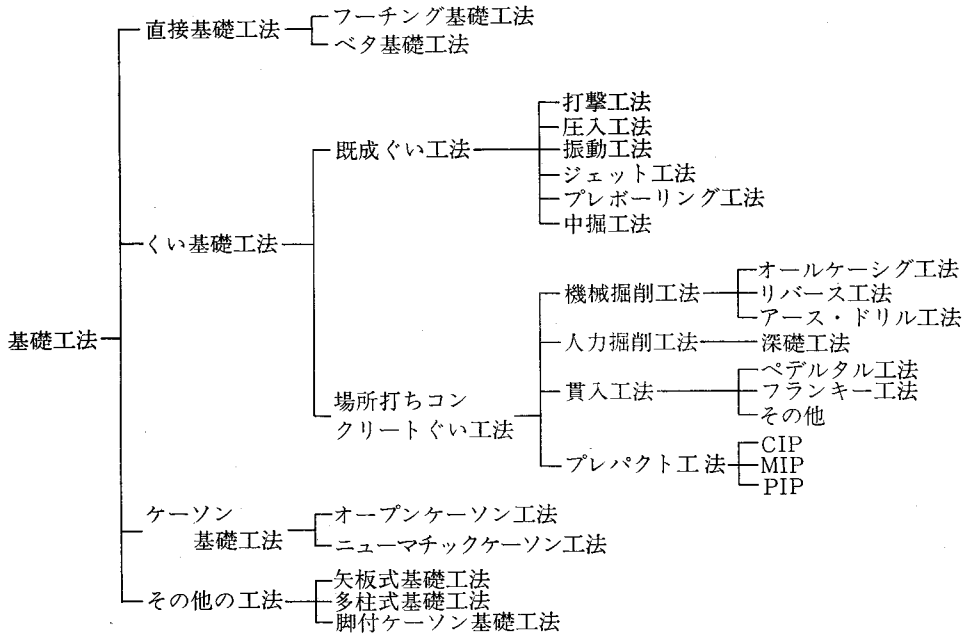 基礎工法
直接基礎工法
フーチング基礎工法
ベタ基礎工法
くい基礎工法
既成ぐい工法
打撃工法
圧入工法
振動工法
ジェット工法
プレボーリング工法
中掘工法
場所打ちコン
クリートぐい工法
機械掘削工法
オールケーシグ工法
リバース工法
アース・ドリル工法
人力掘削工法
深礎工法
貫入工法
ペデルタル工法
フランキー工法
その他
プレパクト工法
CIP
MIP
PIP
ケーソン
基礎工法
オープンケーソン工法
ニューマチックケーソン工法
その他の工法
矢板式基礎工法
多柱式基礎工法
脚付ケーソン基礎工法